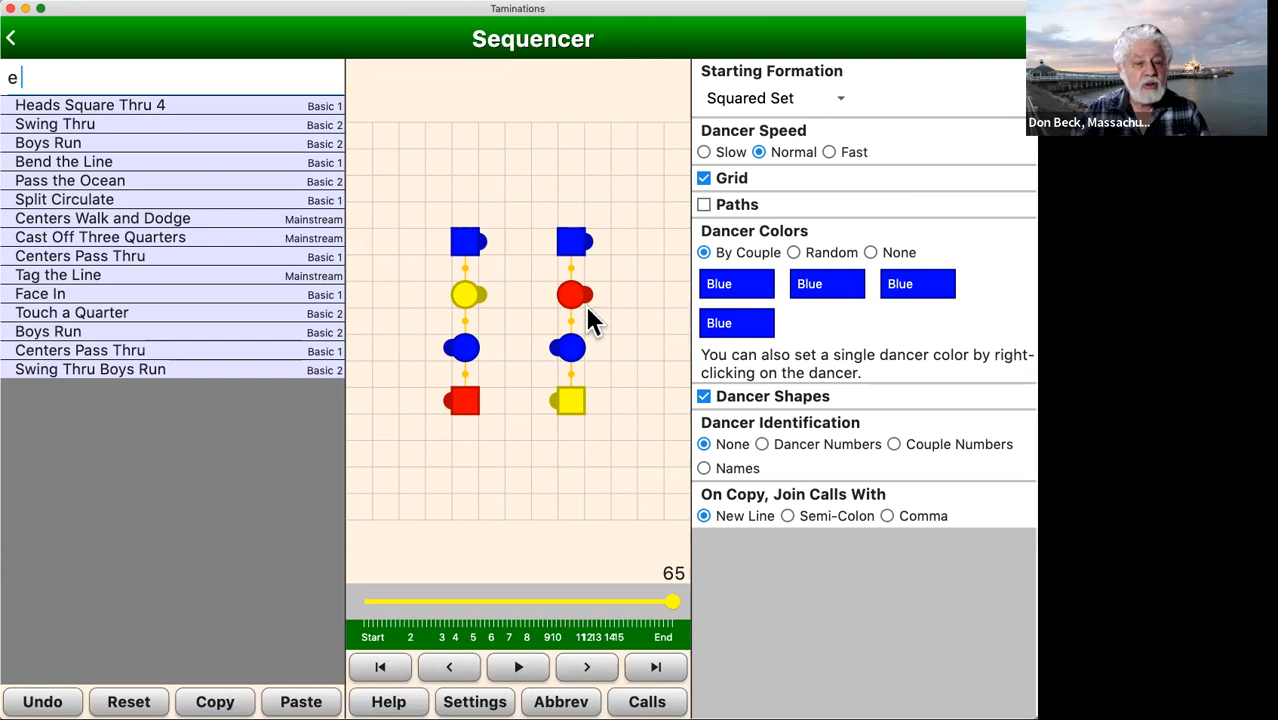 Taminations
Sequencer
e
Heads Square Thru 4 Basic 1
Swing Thru Basic 2
Boys Run Basic 2
Bend the Line Basic 1
Pass the Ocean Basic 2
Split Circulate Basic 1
Centers Walk and Dodge Mainstream
Cast Off Three Quarters Mainstream
Centers Pass Thru Basic 1
Tag the Line Mainstream
Face In Basic 1
Touch a Quarter Basic 2
Boys Run Basic 2
Centers Pass Thru Basic 1
Swing Thru Boys Run Basic 2
Undo Reset Copy Paste
65
Start 2 3 4 5 6 7 8 9 10 11 12 13 14 15 End
Help Settings Abbrev Calls
Starting Formation
Squared Set
Dancer Speed
Slow Normal Fast
Grid
Paths
Dancer Colors
By Couple Random None
Blue Blue Blue
Blue
You can also set a single dancer color by right-
clicking on the dancer.
Dancer Shapes
Dancer Identification
None Dancer Numbers Couple Numbers
Names
On Copy, Join Calls With
New Line Semi-Colon Comma
Don Beck, Massachu...